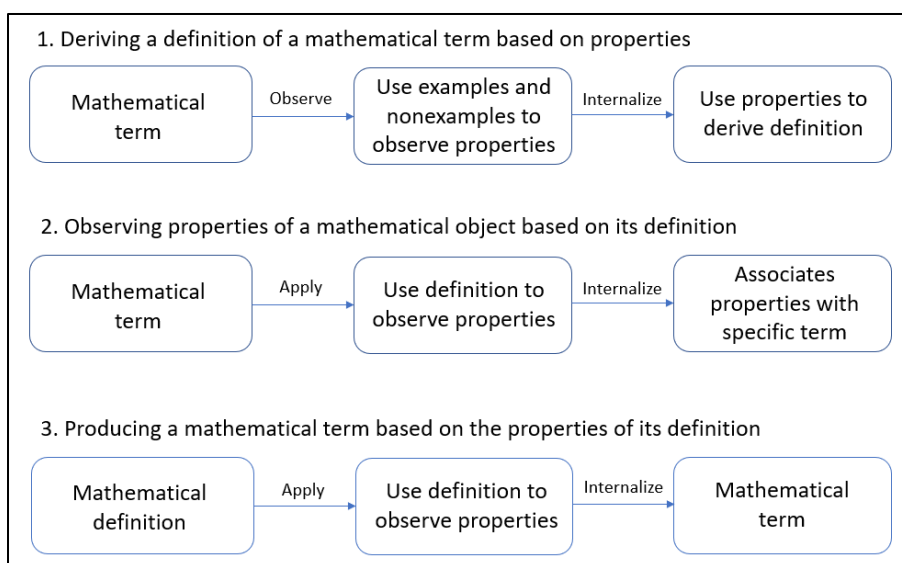 1. Deriving a definition of a mathematical term based on properties
Mathematical
term
Observe
Use examples and
nonexamples to
observe properties
Internalize
Use properties to
derive definition
2. Observing properties of a mathematical object based on its definition
Mathematical
term
Apply
Use definition to
observe properties
Internalize
Associates
properties with
specific term
3. Producing a mathematical term based on the properties of its definition
Mathematical
definition
Apply
Use definition to
observe properties
Internalize
Mathematical
term